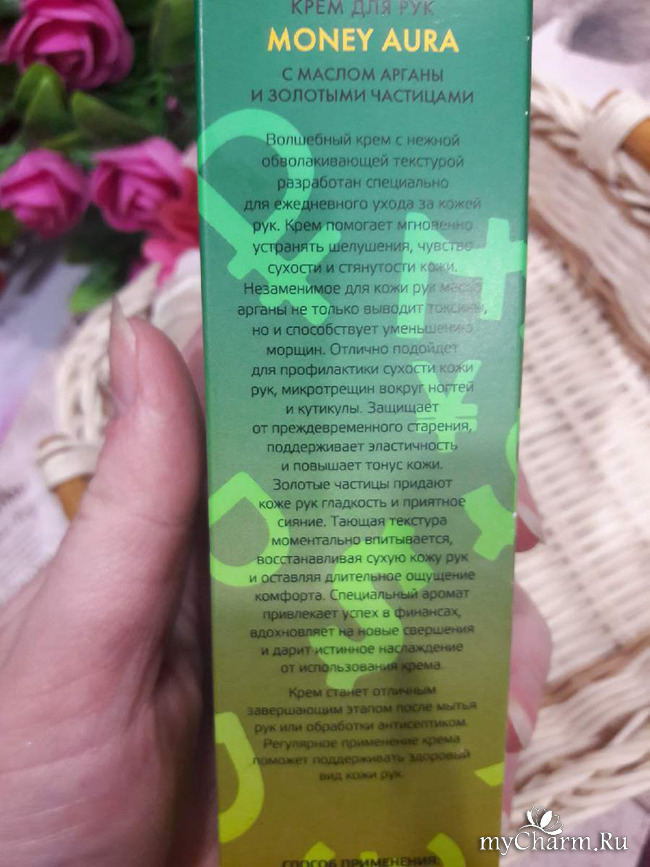 КРЕМ ДЛЯ РУК
MONEY AURA
С МАСЛОМ АРГАНЫ
И ЗОЛОТЫМИ ЧАСТИЦАМИ
Волшебный крем с нежной
обволакивающей текстурой
разработан специально
для ежедневного ухода за кожей
рук. Крем помогает мгновенно
устранять шелушения, чувство
сухости и стянутости кожи.
Незаменимое для кожи рук масло
арганы не только выводит токсины,
но и способствует уменьшению
морщин. Отлично подойдет
для профилактики сухости кожи
рук, микротрещин вокруг ногтей
и кутикулы. Защищает
от преждевременного старения,
поддерживает эластичность
и повышает тонус кожи.
Золотые частицы придают
коже рук гладкость и приятное
сияние. Тающая текстура
моментально впитывается,
восстанавливая сухую кожу рук
и оставляя длительное ощущение
комфорта. Специальный аромат
привлекает успех в финансах,
вдохновляет на новые свершения
и дарит истинное наслаждение
от использования крема.
Крем станет отличным
завершающим этапом после мытья
рук или обработки антисептиком.
Регулярное применение крема
поможет поддерживать здоровый
вид кожи рук.
СПОСОБ ПРИМЕНЕНИЯ:
myCharm.Ru